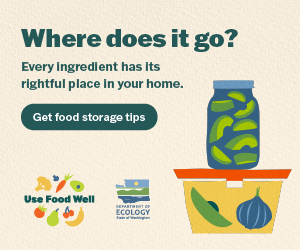 Where does it go?
Every ingredient has its
rightful place in your home.
Get food storage tips
Use Food Well
DEPARTMENT OF
ECOLOGY
State of Washington